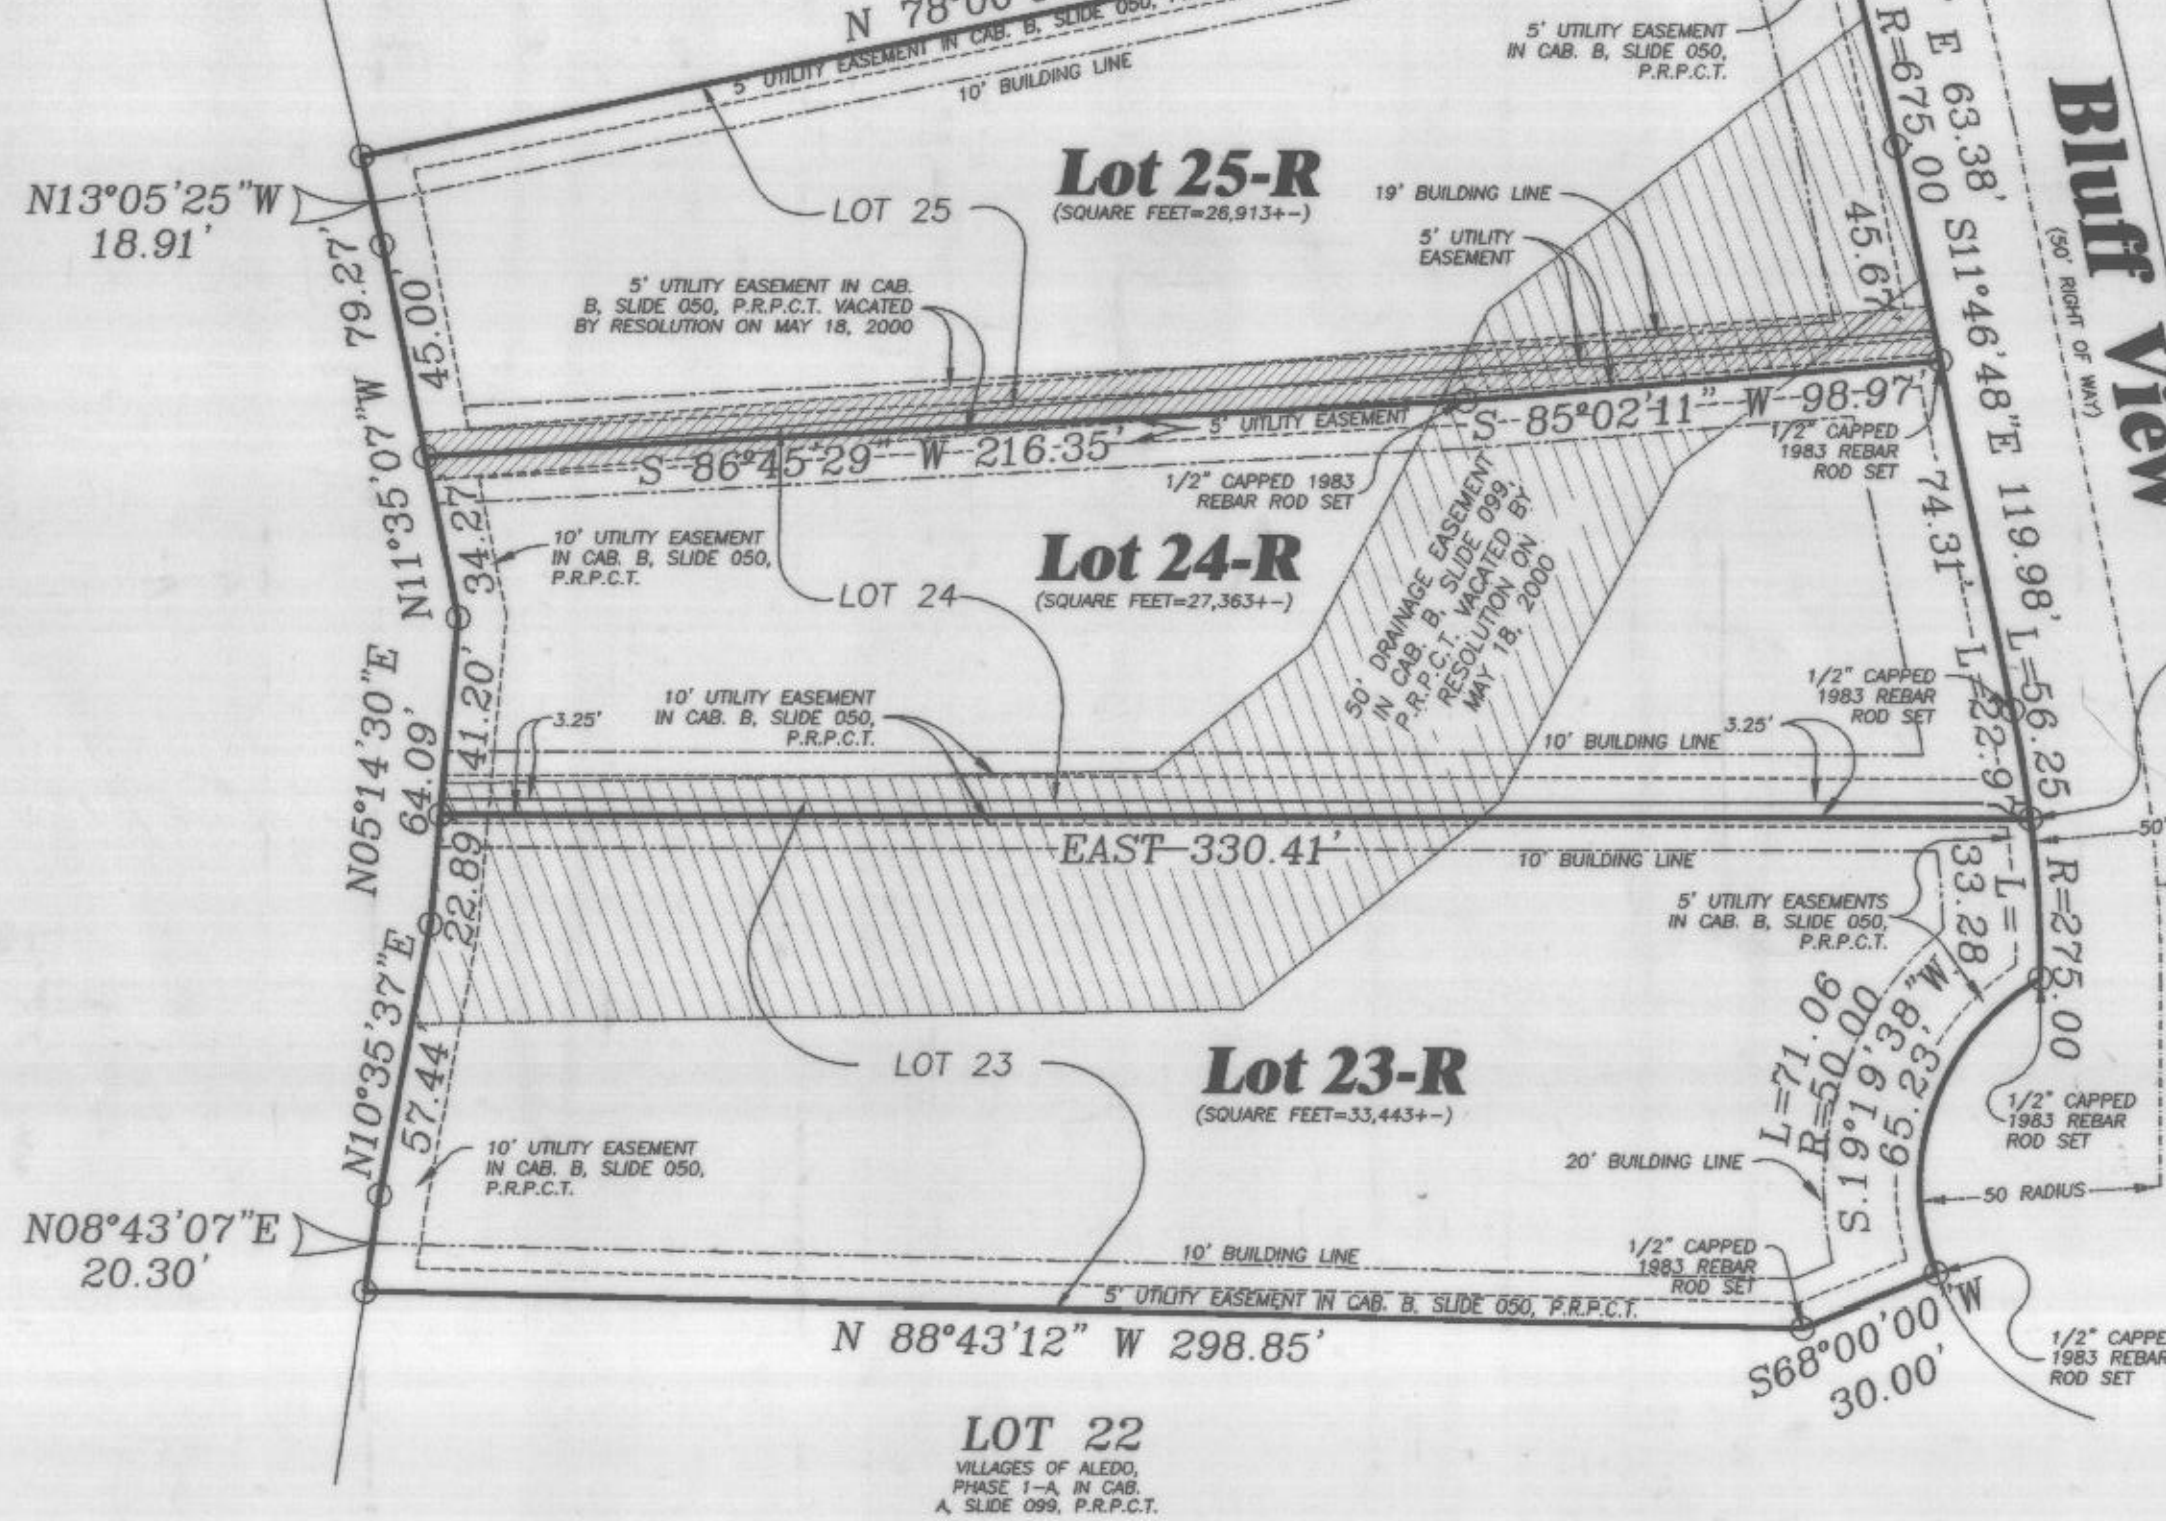 5' UTILITY EASEMENT IN CAB. B, SLIDE 050,
10' BUILDING LINE
5' UTILITY EASEMENT
IN CAB. B, SLIDE 050,
P.R.P.C.T.
R=675.00
E 63.38'
S11°46'48"E 119.98'
Bluff View
(50' RIGHT OF WAY)
N13°05'25"W
18.91'
Lot 25-R
(SQUARE FEET=26,913+-)
LOT 25
19' BUILDING LINE
5' UTILITY
EASEMENT
45.67'
N11°35'07"W 79.27'
45.00'
5' UTILITY EASEMENT IN CAB.
B, SLIDE 050, P.R.P.C.T. VACATED
BY RESOLUTION ON MAY 18, 2000
5' UTILITY EASEMENT
S 86°45'29" W 216.35'
S 85°02'11" W 98.97'
1/2" CAPPED
1983 REBAR
ROD SET
1/2" CAPPED 1983
REBAR ROD SET
34.27
74.31'
10' UTILITY EASEMENT
IN CAB. B, SLIDE 050,
P.R.P.C.T.
Lot 24-R
(SQUARE FEET=27,363+-)
LOT 24
50' DRAINAGE EASEMENT
IN CAB. B, SLIDE 099,
P.R.P.C.T. VACATED BY
RESOLUTION ON
MAY 18, 2000
N05°14'30"E
64.09'
41.20'
10' UTILITY EASEMENT
IN CAB. B, SLIDE 050,
P.R.P.C.T.
3.25'
1/2" CAPPED
1983 REBAR
ROD SET
3.25'
L=22.97
L=56.25
R=275.00
10' BUILDING LINE
EAST 330.41'
10' BUILDING LINE
50'
22.89
L=
33.28
5' UTILITY EASEMENTS
IN CAB. B, SLIDE 050,
P.R.P.C.T.
N10°35'37"E
57.44'
LOT 23
Lot 23-R
(SQUARE FEET=33,443+-)
L=71.06
R=50.00
S.19°19'38"W.
65.23'
1/2" CAPPED
1983 REBAR
ROD SET
10' UTILITY EASEMENT
IN CAB. B, SLIDE 050,
P.R.P.C.T.
20' BUILDING LINE
50 RADIUS
N08°43'07"E
20.30'
10' BUILDING LINE
1/2" CAPPED
1983 REBAR
ROD SET
5' UTILITY EASEMENT IN CAB. B, SLIDE 050, P.R.P.C.T.
N 88°43'12" W 298.85'
S68°00'00"W
30.00'
1/2" CAPPE
1983 REBAR
ROD SET
LOT 22
VILLAGES OF ALEDO,
PHASE 1-A, IN CAB.
A, SLIDE 099, P.R.P.C.T.